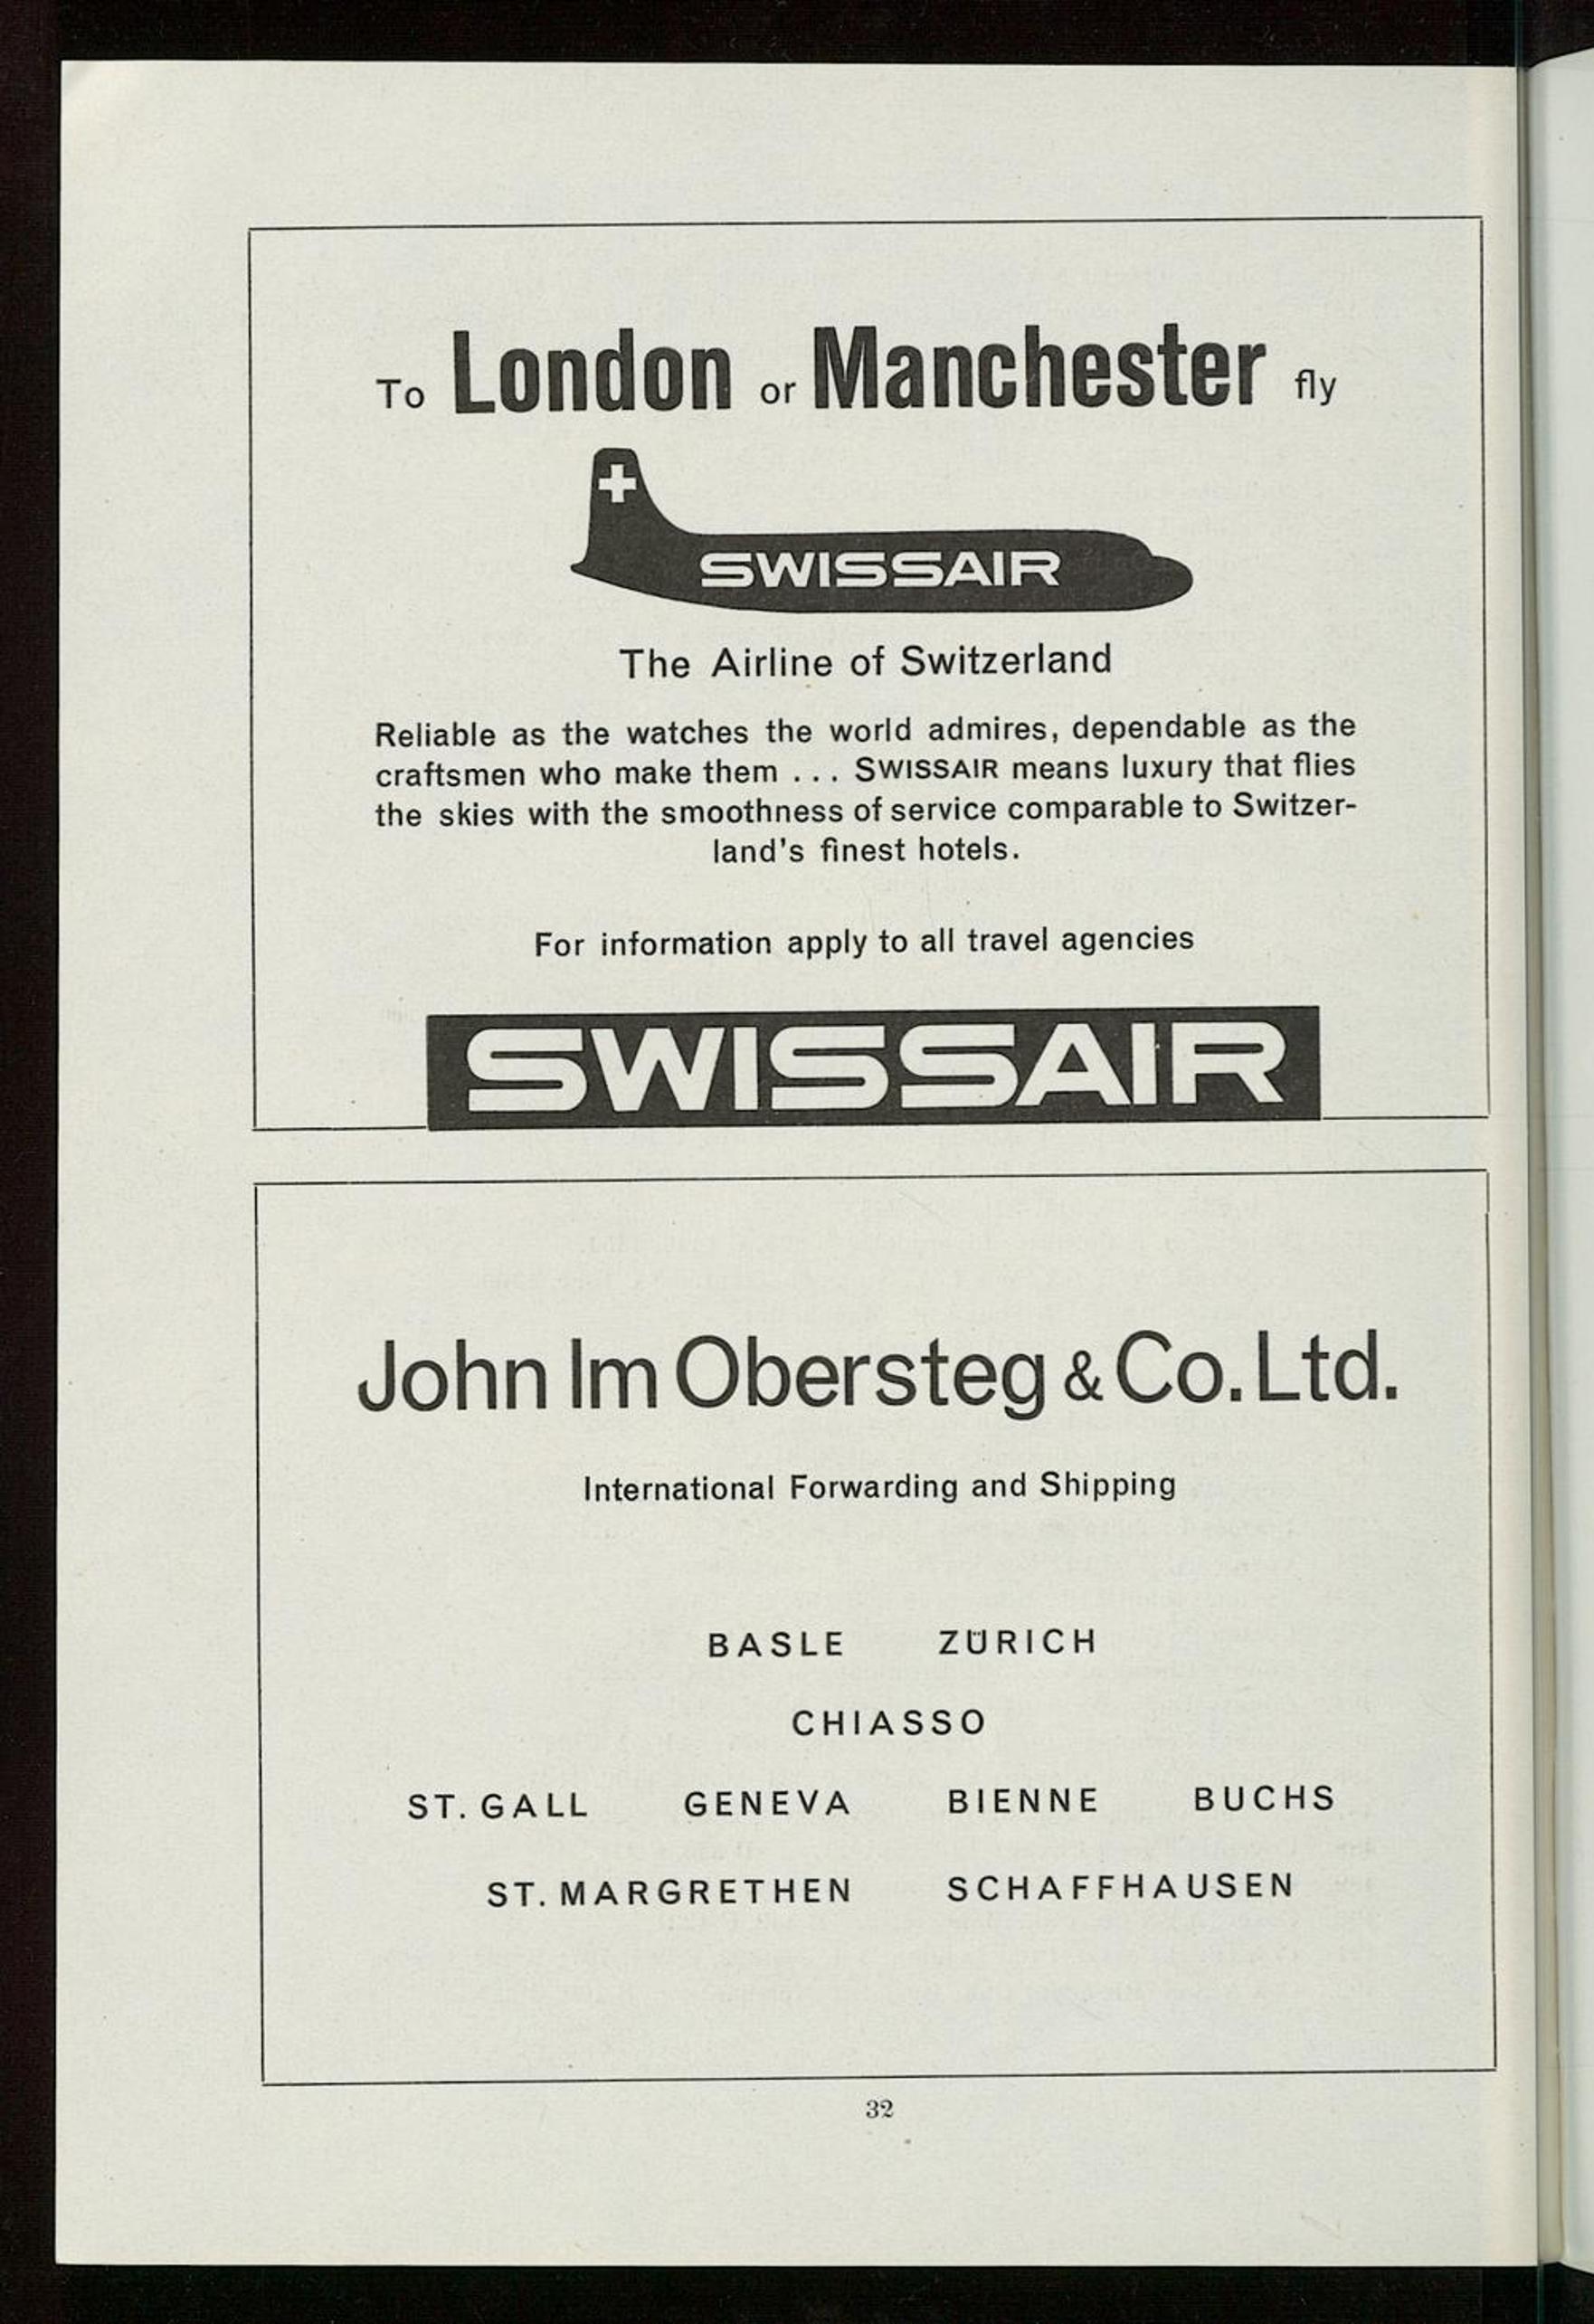 To London or Manchester fly
SWISSAIR
The Airline of Switzerland
Reliable as the watches the world admires, dependable as the
craftsmen who make them ... SWISSAIR means luxury that flies
the skies with the smoothness of service comparable to Switzer-
land's finest hotels.
For information apply to all travel agencies
SWISSAIR
John Im Obersteg & Co. Ltd.
International Forwarding and Shipping
BASLE ZÜRICH
CHIASSO
ST. GALL GENEVA BIENNE BUCHS
ST. MARGRETHEN SCHAFFHAUSEN
32